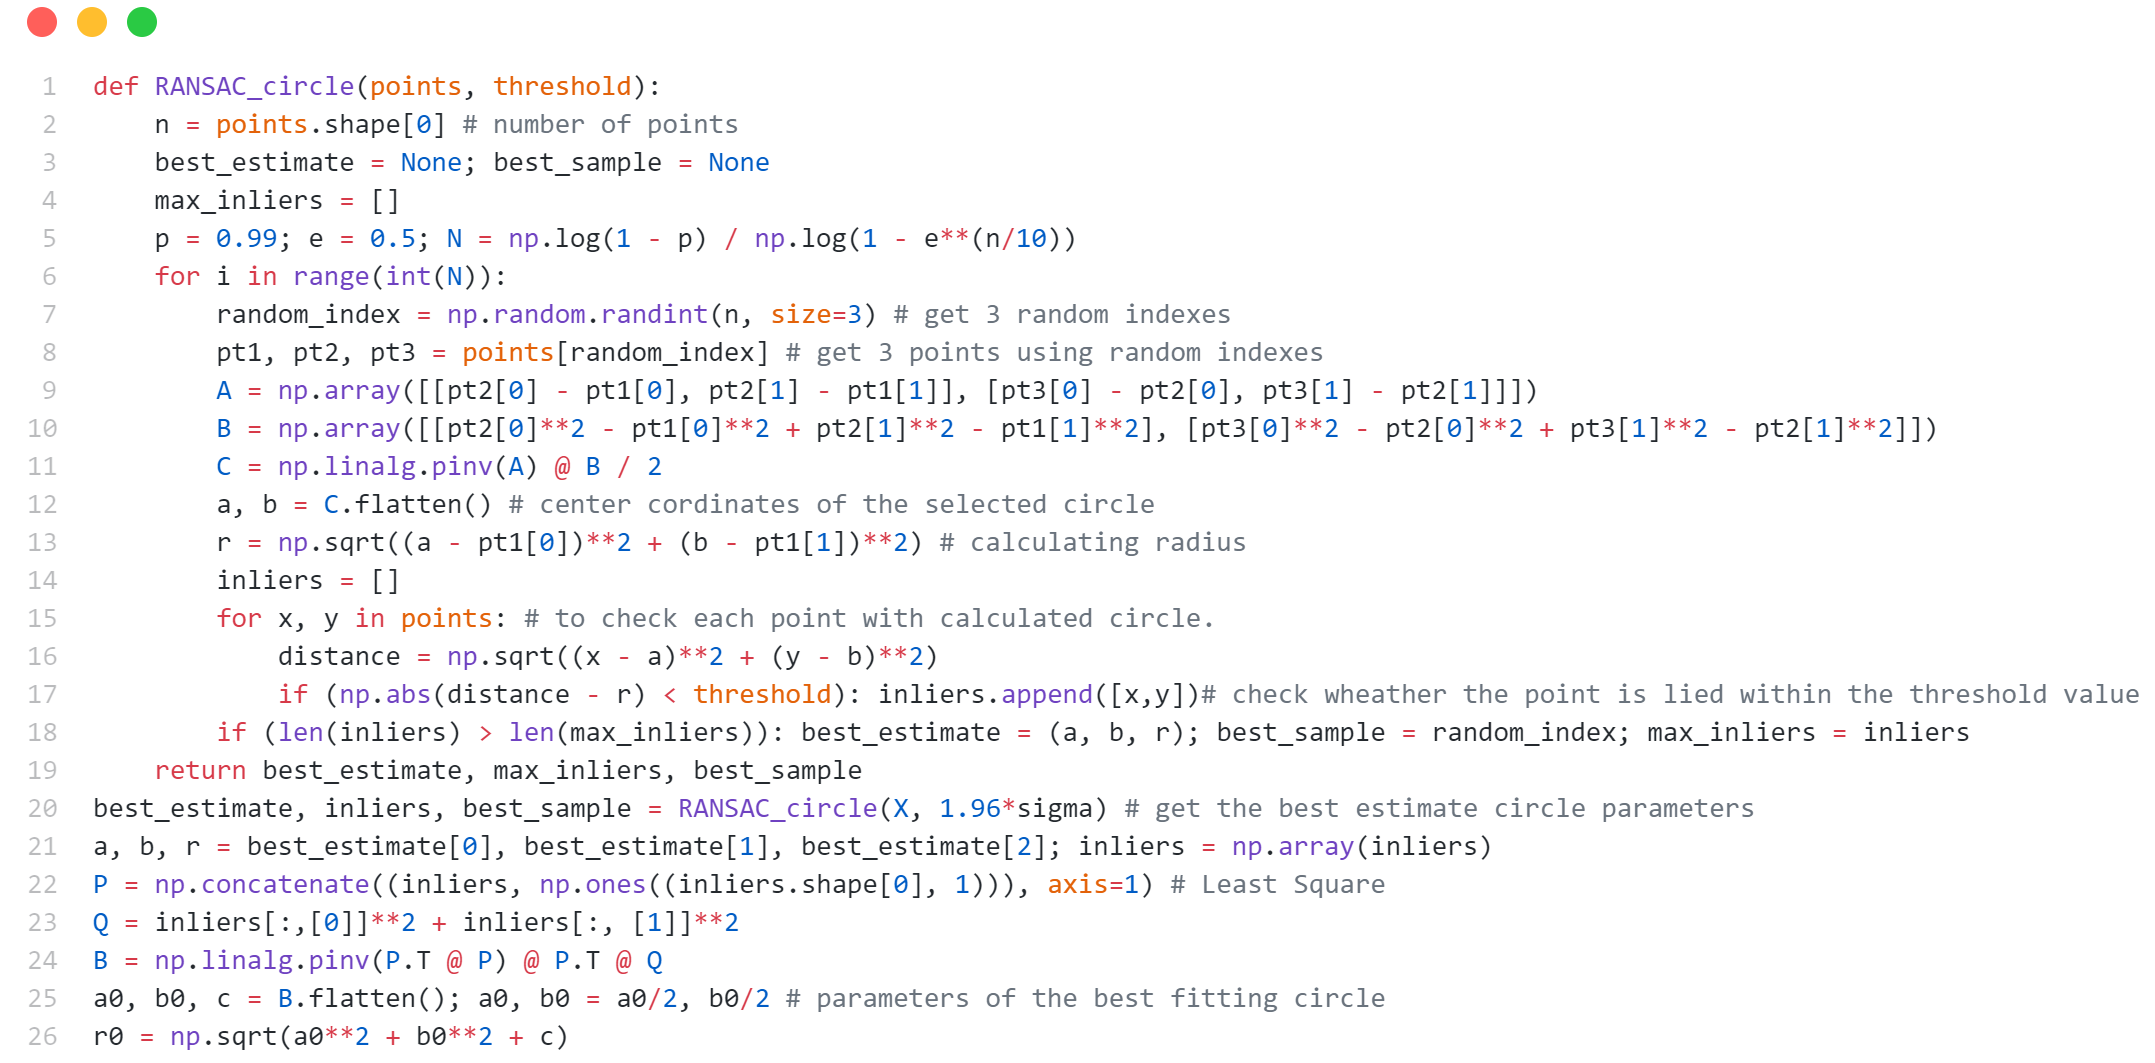 1 def RANSAC_circle(points, threshold):
2     n = points.shape[0] # number of points
3     best_estimate = None; best_sample = None
4     max_inliers = []
5     p = 0.99; e = 0.5; N = np.log(1 - p) / np.log(1 - e**(n/10))
6     for i in range(int(N)):
7         random_index = np.random.randint(n, size=3) # get 3 random indexes
8         pt1, pt2, pt3 = points[random_index] # get 3 points using random indexes
9         A = np.array([[pt2[0] - pt1[0], pt2[1] - pt1[1]], [pt3[0] - pt2[0], pt3[1] - pt2[1]]])
10         B = np.array([[pt2[0]**2 - pt1[0]**2 + pt2[1]**2 - pt1[1]**2], [pt3[0]**2 - pt2[0]**2 + pt3[1]**2 - pt2[1]**2]])
11         C = np.linalg.pinv(A) @ B / 2
12         a, b = C.flatten() # center cordinates of the selected circle
13         r = np.sqrt((a - pt1[0])**2 + (b - pt1[1])**2) # calculating radius
14         inliers = []
15         for x, y in points: # to check each point with calculated circle.
16             distance = np.sqrt((x - a)**2 + (y - b)**2)
17             if (np.abs(distance - r) < threshold): inliers.append([x,y])# check wheather the point is lied within the threshold value
18         if (len(inliers) > len(max_inliers)): best_estimate = (a, b, r); best_sample = random_index; max_inliers = inliers
19     return best_estimate, max_inliers, best_sample
20 best_estimate, inliers, best_sample = RANSAC_circle(X, 1.96*sigma) # get the best estimate circle parameters
21 a, b, r = best_estimate[0], best_estimate[1], best_estimate[2]; inliers = np.array(inliers)
22 P = np.concatenate((inliers, np.ones((inliers.shape[0], 1))), axis=1) # Least Square
23 Q = inliers[:,[0]]**2 + inliers[:, [1]]**2
24 B = np.linalg.pinv(P.T @ P) @ P.T @ Q
25 a0, b0, c = B.flatten(); a0, b0 = a0/2, b0/2 # parameters of the best fitting circle
26 r0 = np.sqrt(a0**2 + b0**2 + c)